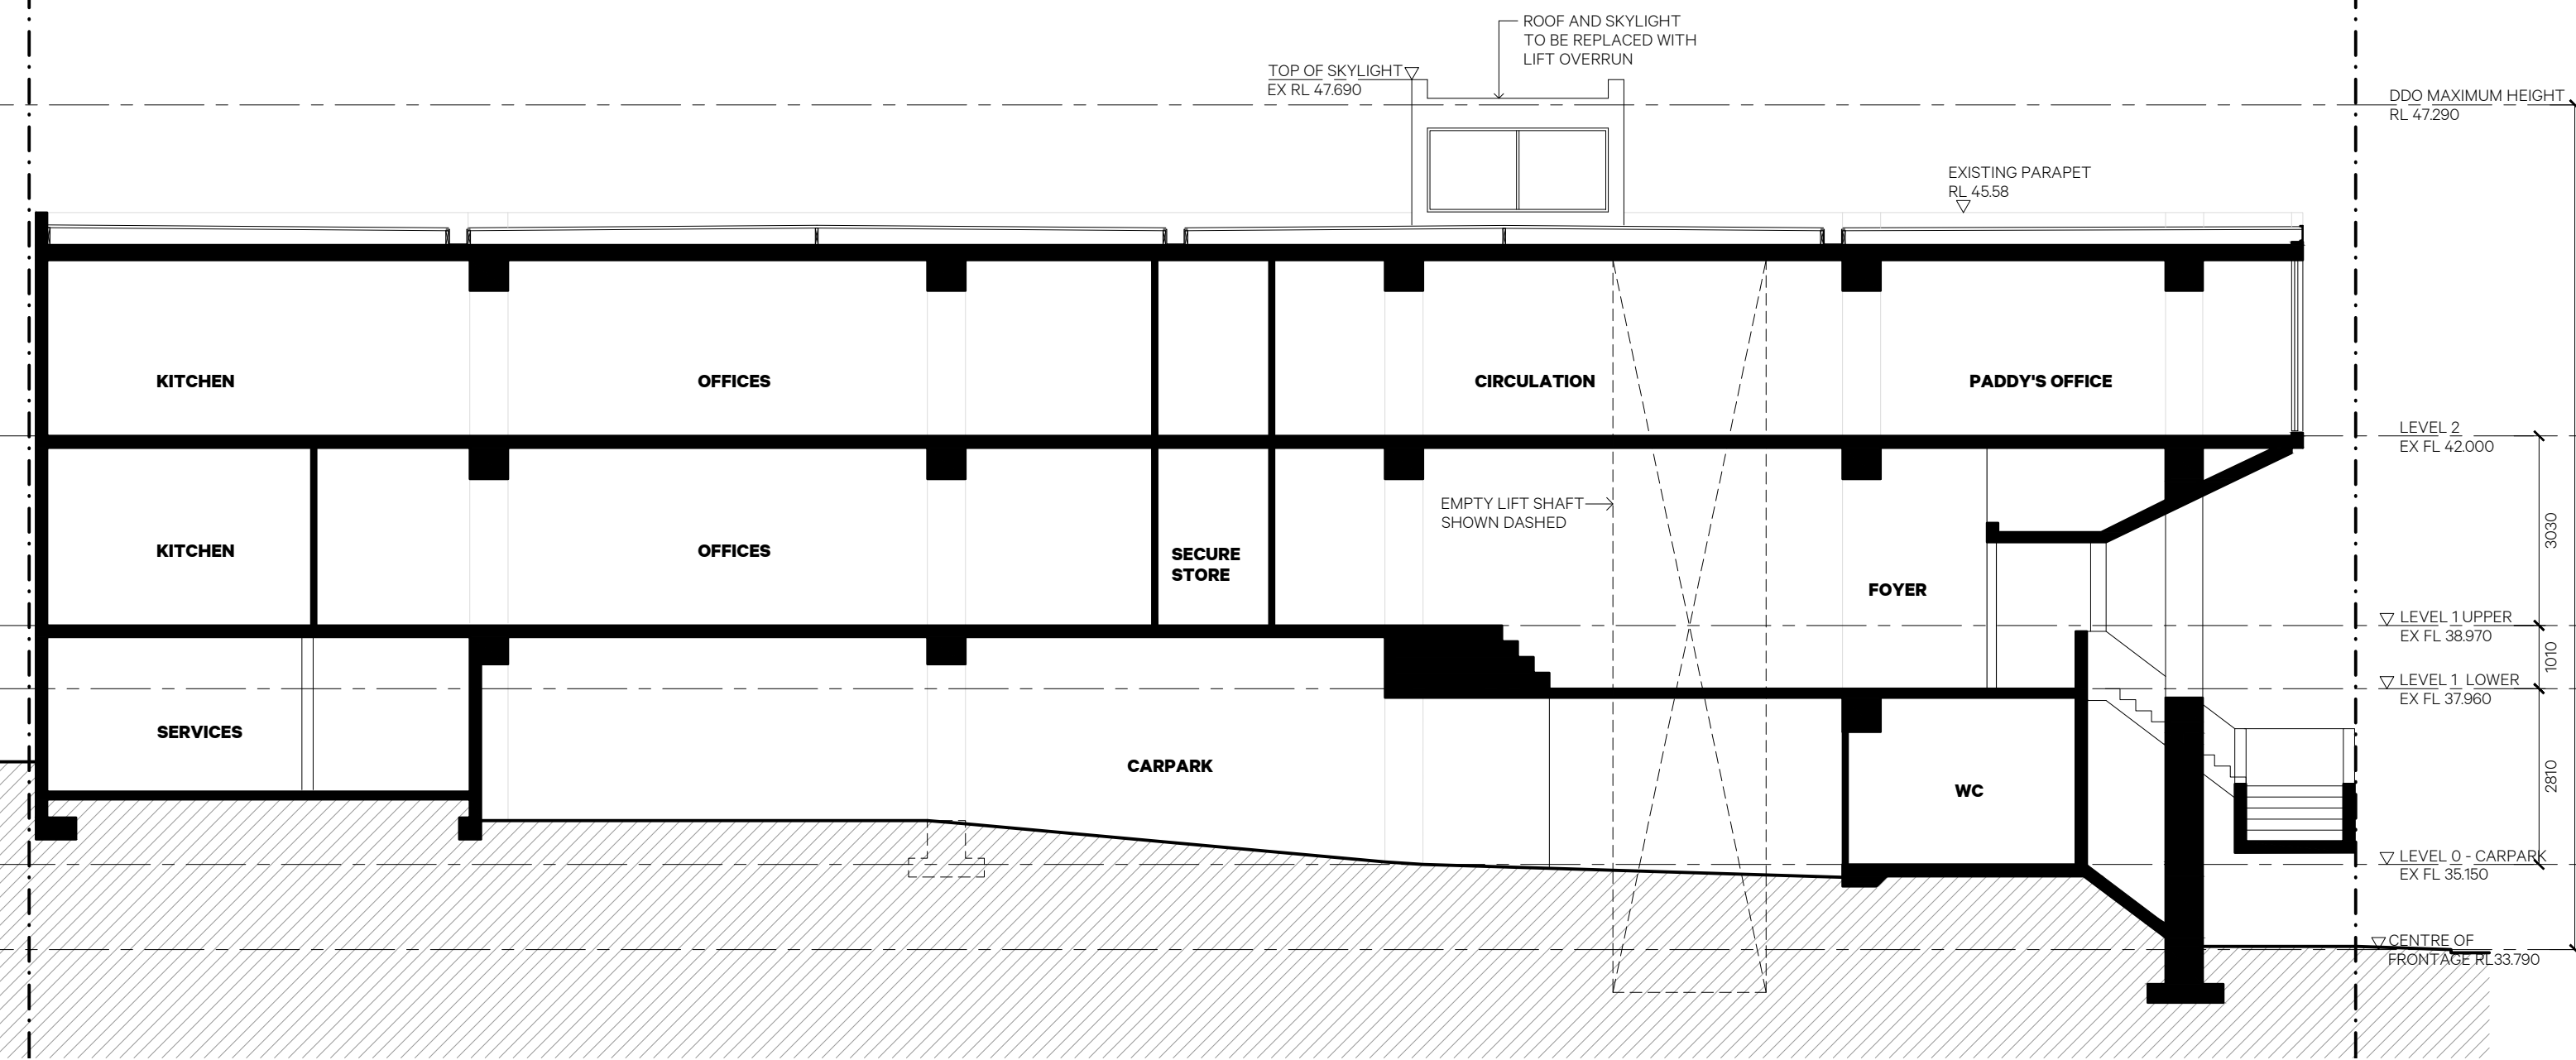 ROOF AND SKYLIGHT
TO BE REPLACED WITH
LIFT OVERRUN
TOP OF SKYLIGHT
EX RL 47.690
DDO MAXIMUM HEIGHT
RL 47.290
EXISTING PARAPET
RL 45.58
KITCHEN
OFFICES
CIRCULATION
PADDY'S OFFICE
LEVEL 2
EX FL 42.000
EMPTY LIFT SHAFT
SHOWN DASHED
3030
KITCHEN
OFFICES
SECURE
STORE
FOYER
LEVEL 1 UPPER
EX FL 38.970
1010
LEVEL 1 LOWER
EX FL 37.960
SERVICES
CARPARK
WC
2810
LEVEL 0 - CARPARK
EX FL 35.150
CENTRE OF
FRONTAGE RL33.790